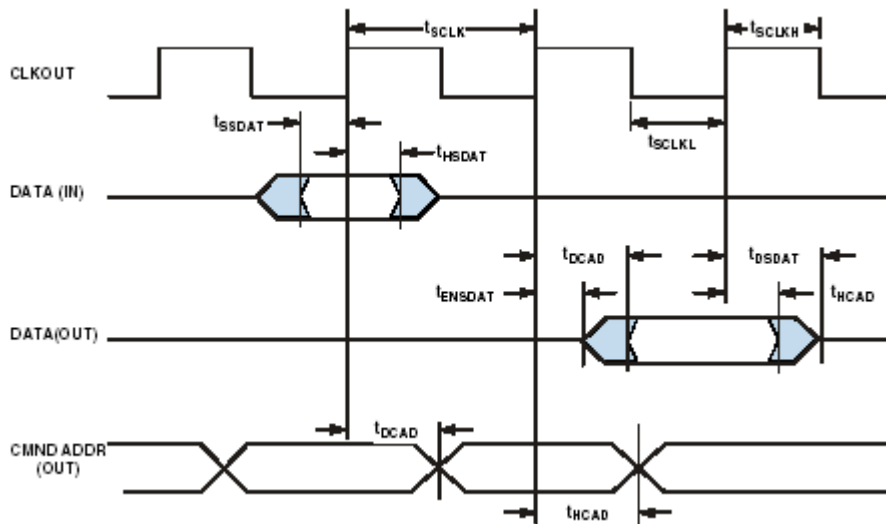 tSCLK
tSCLKH
CLKOUT
tSSDAT
tHSDAT
tSCLKL
DATA (IN)
tDCAD
tDSDAT
tENSDAT
tHCAD
DATA(OUT)
tDCAD
CMND ADDR
(OUT)
tHCAD